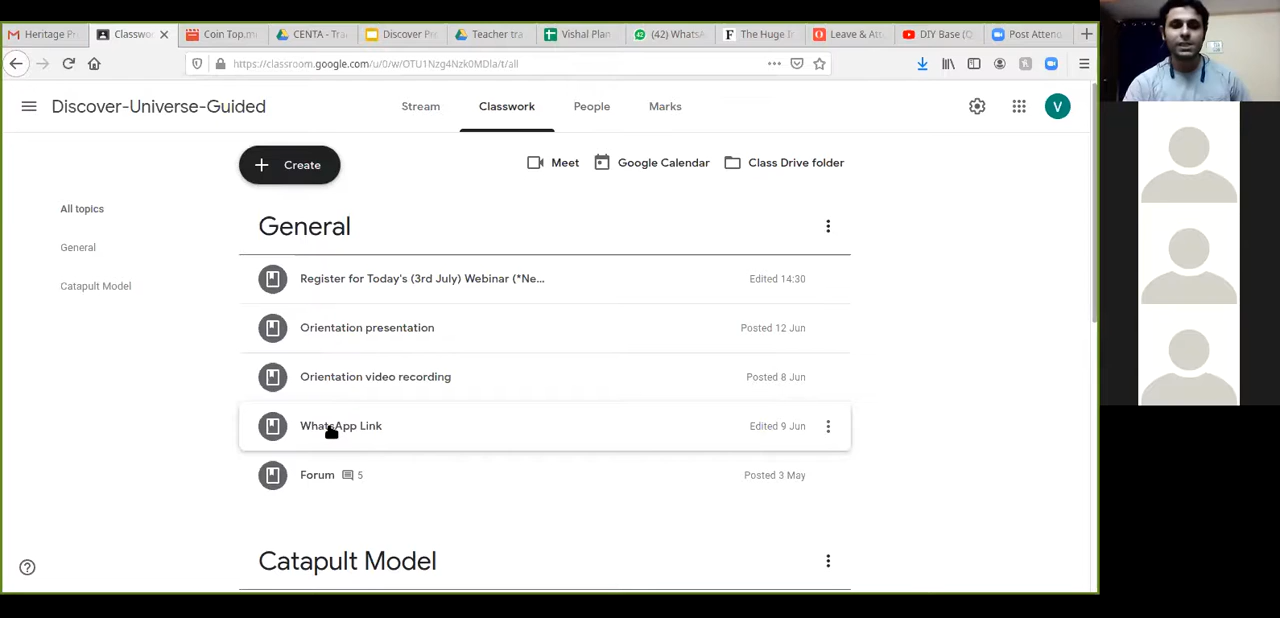 Heritage Pr
Classwo
Coin Top.m
CENTA - Tra
Discover Pr
Teacher tra
Vishal Plan
(42) Whats
The Huge In
Leave & Att
DIY Base (Q
Post Atteno
https://classroom.google.com/u/0/w/OTU1Nzg4Nzk0MDla/t/all
Discover-Universe-Guided
Stream
Classwork
People
Marks
V
Create
Meet
Google Calendar
Class Drive folder
All topics
General
Catapult Model
General
Register for Today's (3rd July) Webinar (*Ne...
Edited 14:30
Orientation presentation
Posted 12 Jun
Orientation video recording
Posted 8 Jun
WhatsApp Link
Edited 9 Jun
Forum 5
Posted 3 May
Catapult Model